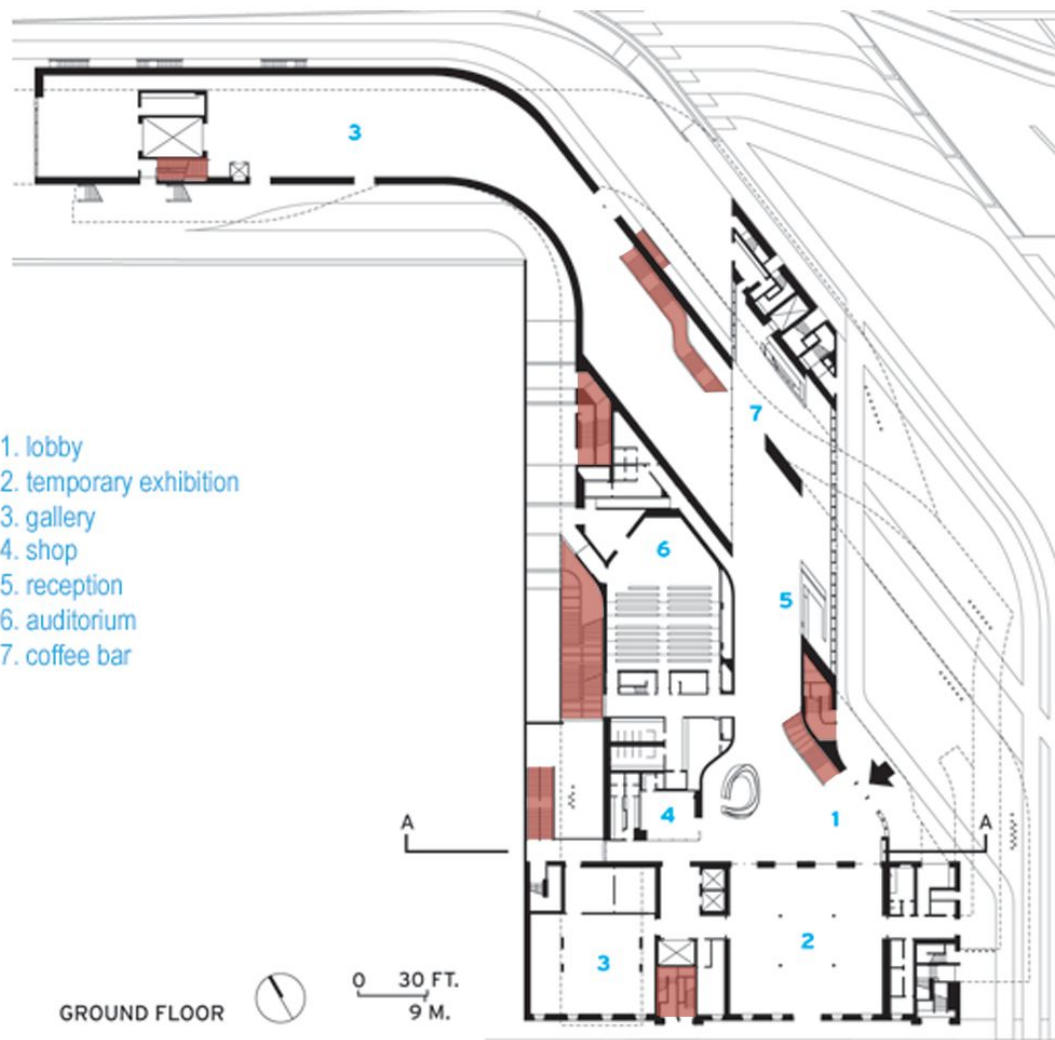 3
7
1. lobby
2. temporary exhibition
3. gallery
4. shop
5. reception
6. auditorium
7. coffee bar
6
5
4
1
A
A
2
3
GROUND FLOOR
0 30 FT.
9 M.